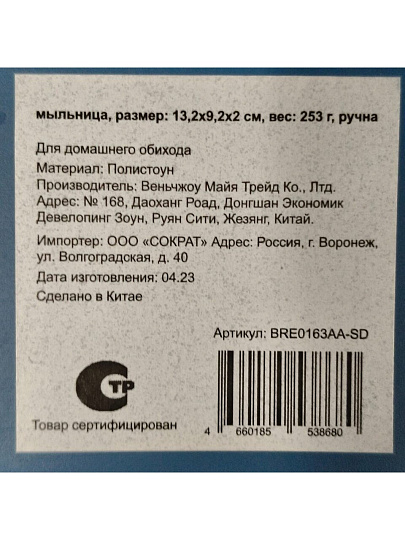 мыльница, размер: 13,2х9,2х2 см, вес: 253 г, ручна
Для домашнего обихода
Материал: Полистоун
Производитель: Веньчжоу Майя Трейд Ко., Лтд.
Адрес: № 168, Даоханг Роад, Донгшан Экономик
Девелопинг Зоун, Руян Сити, Жезянг, Китай.
Импортер: ООО «СОКРАТ» Адрес: Россия, г. Воронеж,
ул. Волгоградская, д. 40
Дата изготовления: 04.23
Сделано в Китае
Артикул: BRE0163AA-SD
СТР
Товар сертифицирован
4 660185 538680